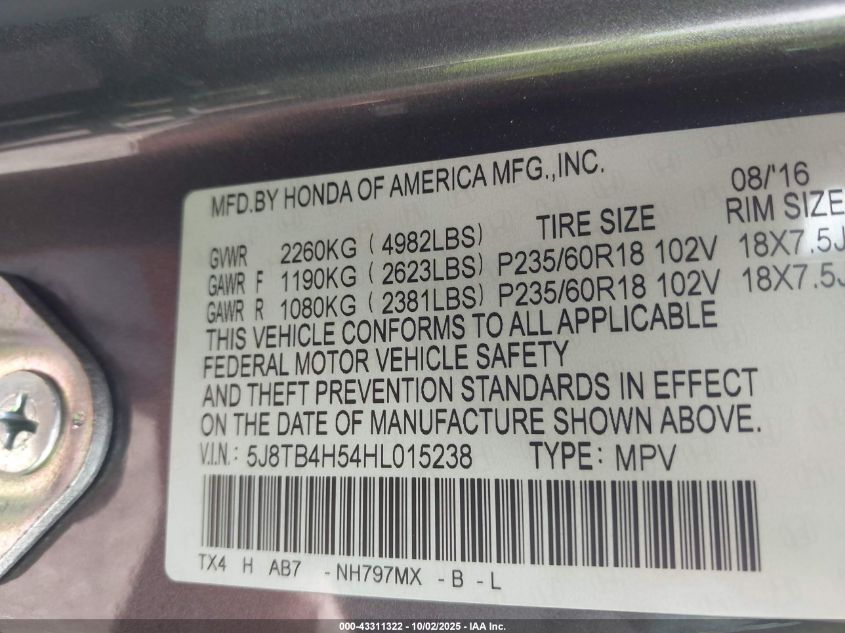 MFD.BY HONDA OF AMERICA MFG.,INC. 08/'16
TIRE SIZE RIM SIZE
GVWR 2260KG (4982LBS)
GAWR F 1190KG (2623LBS) P235/60R18 102V 18X7.5J
GAWR R 1080KG (2381LBS) P235/60R18 102V 18X7.5J
THIS VEHICLE CONFORMS TO ALL APPLICABLE
FEDERAL MOTOR VEHICLE SAFETY
AND THEFT PREVENTION STANDARDS IN EFFECT
ON THE DATE OF MANUFACTURE SHOWN ABOVE.
V.I.N.: 5J8TB4H54HL015238 TYPE: MPV
TX4 H AB7 -NH797MX -B -L
000-43311322 | 10/02/2025 - IAA Inc.